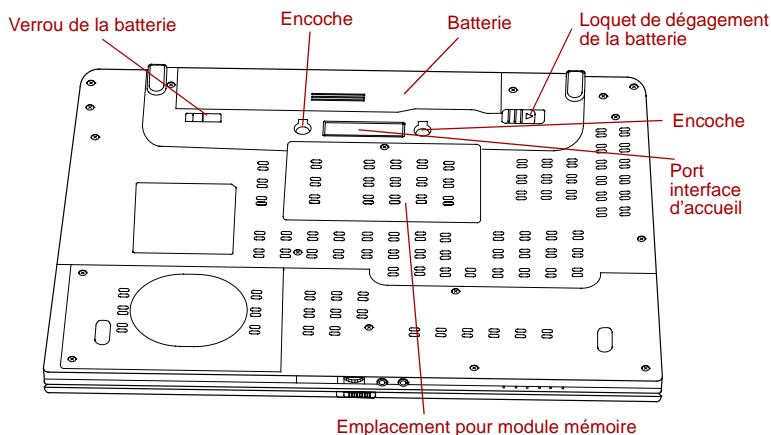 Verrou de la batterie
Encoche
Batterie
Loquet de dégagement
de la batterie
Encoche
Port
interface
d'accueil
Emplacement pour module mémoire